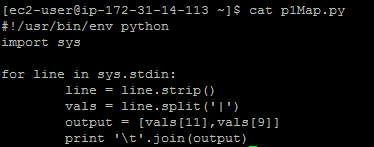 [ec2-user@ip-172-31-14-113 ~]$ cat p1Map.py
#!/usr/bin/env python
import sys

for line in sys.stdin:
        line = line.strip()
        vals = line.split('|')
        output = [vals[11],vals[9]]
        print '\t'.join(output)